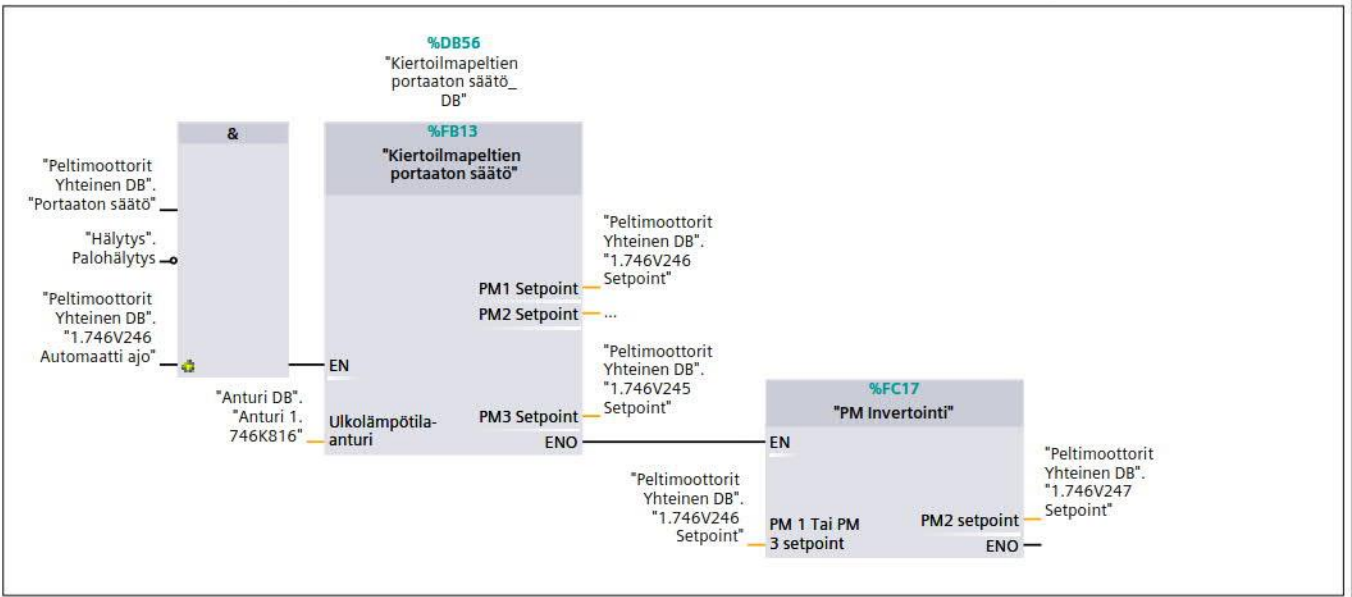 %DB56
"Kiertoilmapeltien
portaaton säätö_
DB"
&
"Peltimoottorit
Yhteinen DB".
"Portaaton säätö"
"Hälytys".
Palohälytys
"Peltimoottorit
Yhteinen DB".
"1.746V246
Automaatti ajo"
%FB13
"Kiertoilmapeltien
portaaton säätö"
EN
"Anturi DB".
"Anturi 1.
746K816"
Ulkolämpötila-
anturi
PM1 Setpoint
"Peltimoottorit
Yhteinen DB".
"1.746V246
Setpoint"
PM2 Setpoint
...
PM3 Setpoint
"Peltimoottorit
Yhteinen DB".
"1.746V245
Setpoint"
ENO
%FC17
"PM Invertointi"
EN
"Peltimoottorit
Yhteinen DB".
"1.746V246
Setpoint"
PM 1 Tai PM
3 setpoint
PM2 setpoint
"Peltimoottorit
Yhteinen DB".
"1.746V247
Setpoint"
ENO